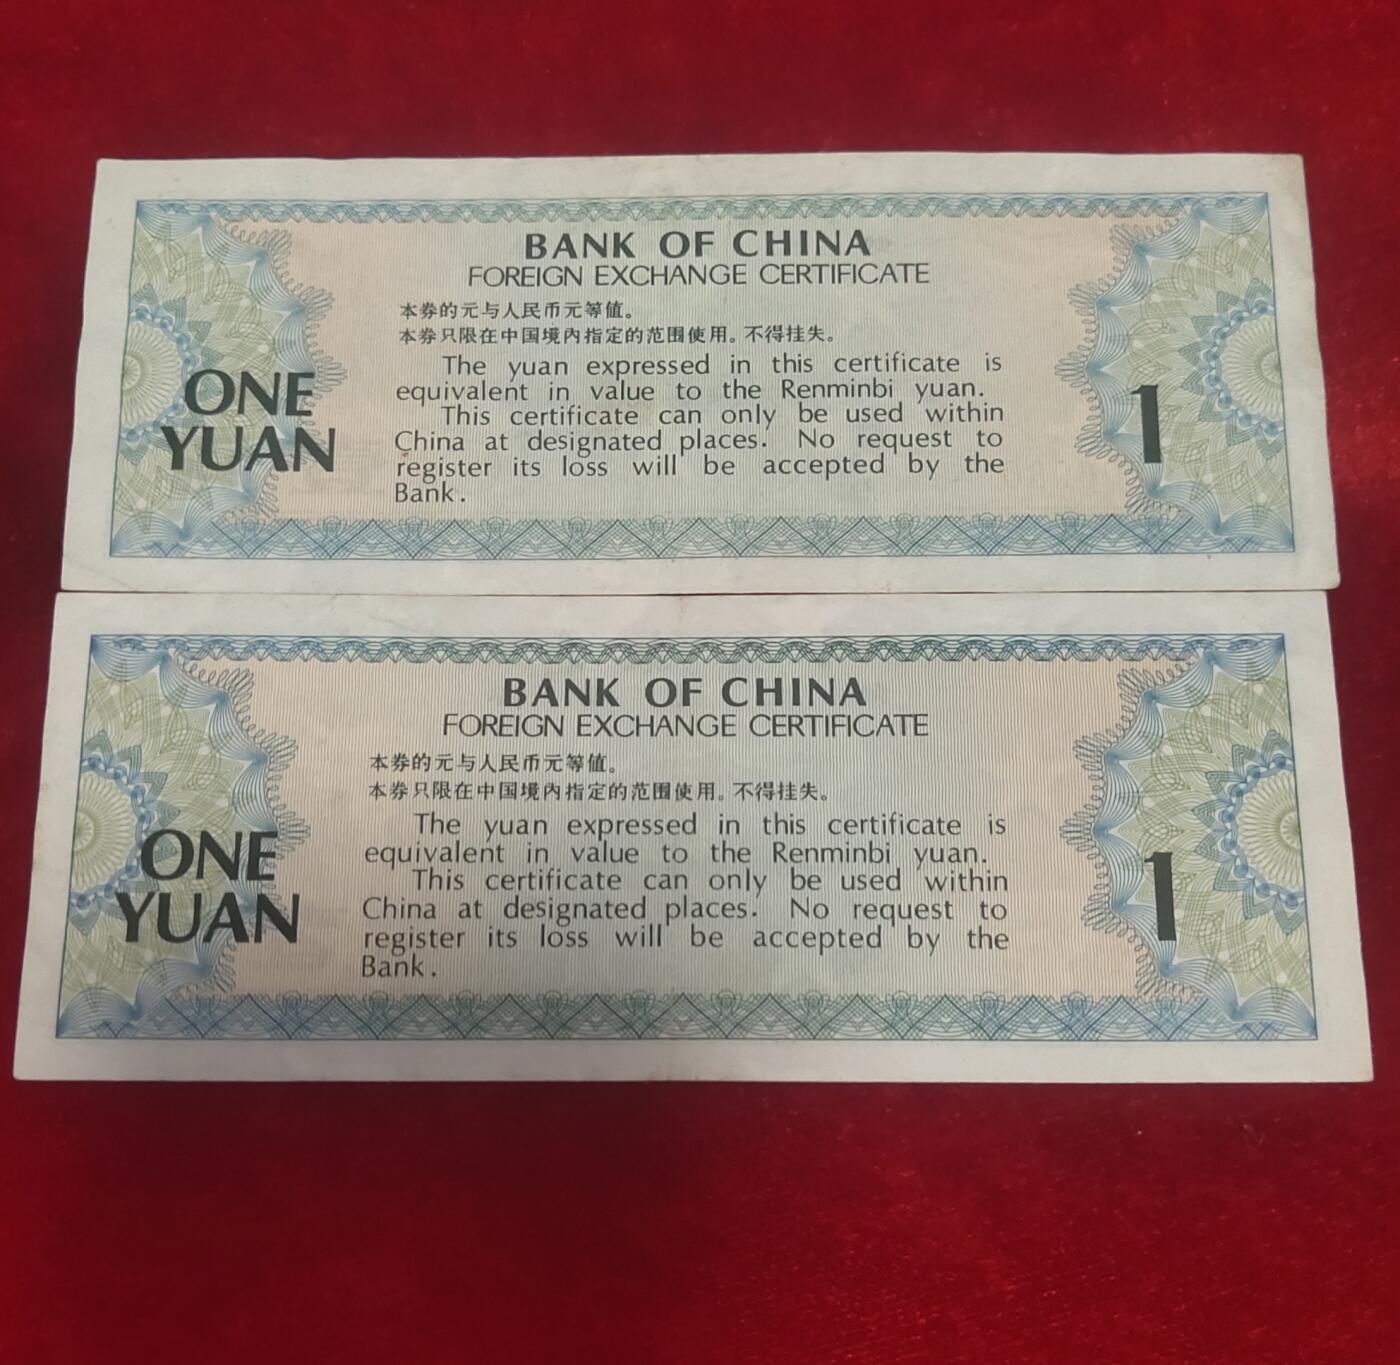 BANK OF CHINA
FOREIGN EXCHANGE CERTIFICATE
本券的元与人民币元等值。
本券只限在中国境内指定的范围使用。不得挂失。
The yuan expressed in this certificate is
equivalent in value to the Renminbi yuan.
This certificate can only be used within
China at designated places. No request to
register its loss will be accepted by the
Bank.
ONE
YUAN
1
BANK OF CHINA
FOREIGN EXCHANGE CERTIFICATE
本券的元与人民币元等值。
本券只限在中国境内指定的范围使用。不得挂失。
The yuan expressed in this certificate is
equivalent in value to the Renminbi yuan.
This certificate can only be used within
China at designated places. No request to
register its loss will be accepted by the
Bank.
ONE
YUAN
1